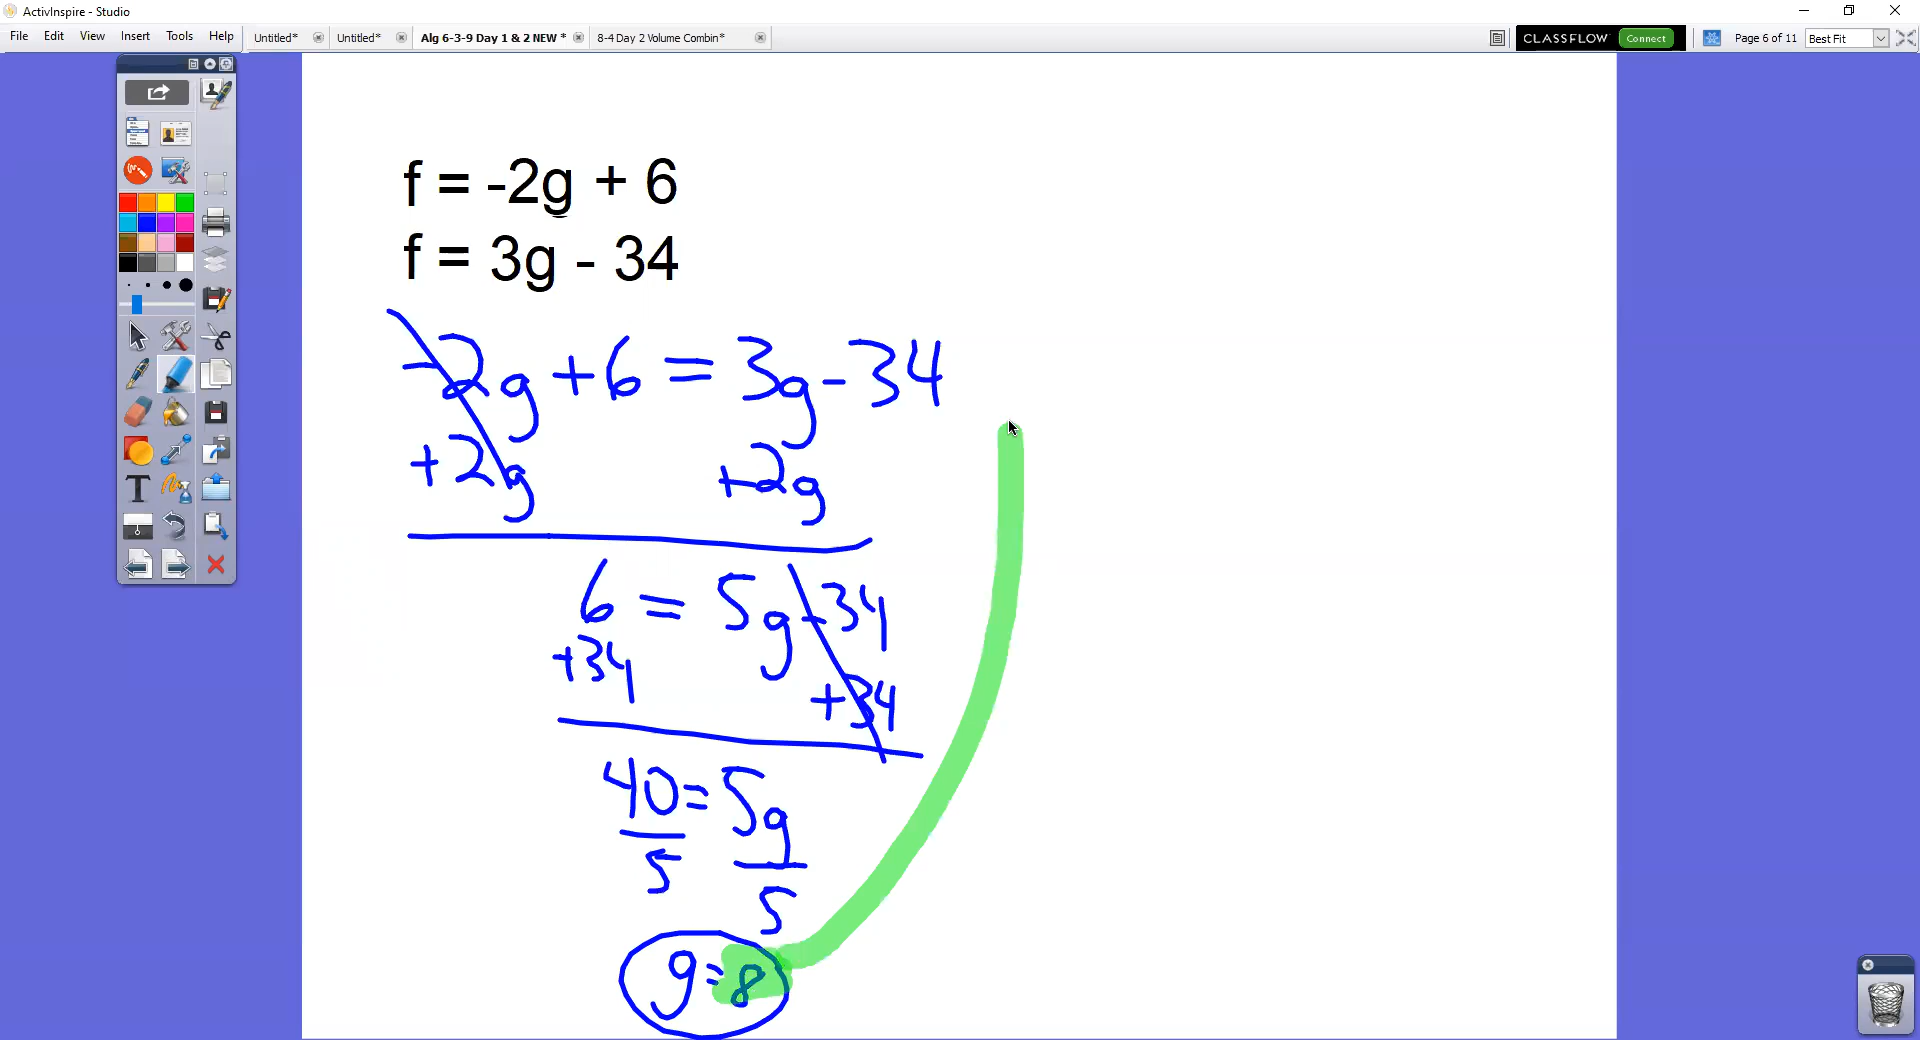 ActivInspire - Studio
File Edit View Insert Tools Help Untitled* Untitled* Alg 6-3-9 Day 1 & 2 NEW * 8-4 Day 2 Volume Combin* CLASSFLOW Connect Page 6 of 11 Best Fit
f = -2g + 6
f = 3g - 34
-2g + 6 = 3g - 34
+2g +2g
6 = 5g - 34
+34 +34
40 = 5g
5 5
g = 8